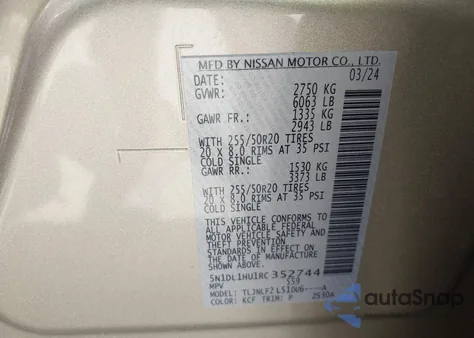 MFD BY NISSAN MOTOR CO., LTD.
DATE: 03/24
GVWR: 2750 KG
6063 LB
GAWR FR.: 1335 KG
2943 LB
WITH 255/50R20 TIRES
20 X 8.0 RIMS AT 35 PSI
COLD SINGLE
GAWR RR.: 1530 KG
3373 LB
WITH 255/50R20 TIRES
20 X 8.0 RIMS AT 35 PSI
COLD SINGLE
THIS VEHICLE CONFORMS TO
ALL APPLICABLE FEDERAL
MOTOR VEHICLE SAFETY AND
THEFT PREVENTION
STANDARDS IN EFFECT ON
THE DATE OF MANUFACTURE
SHOWN ABOVE.
5N1DL1HU1RC352744
MPV S59
MODEL:
COLOR: KCF TRIM: P 2S30A
autoSnap